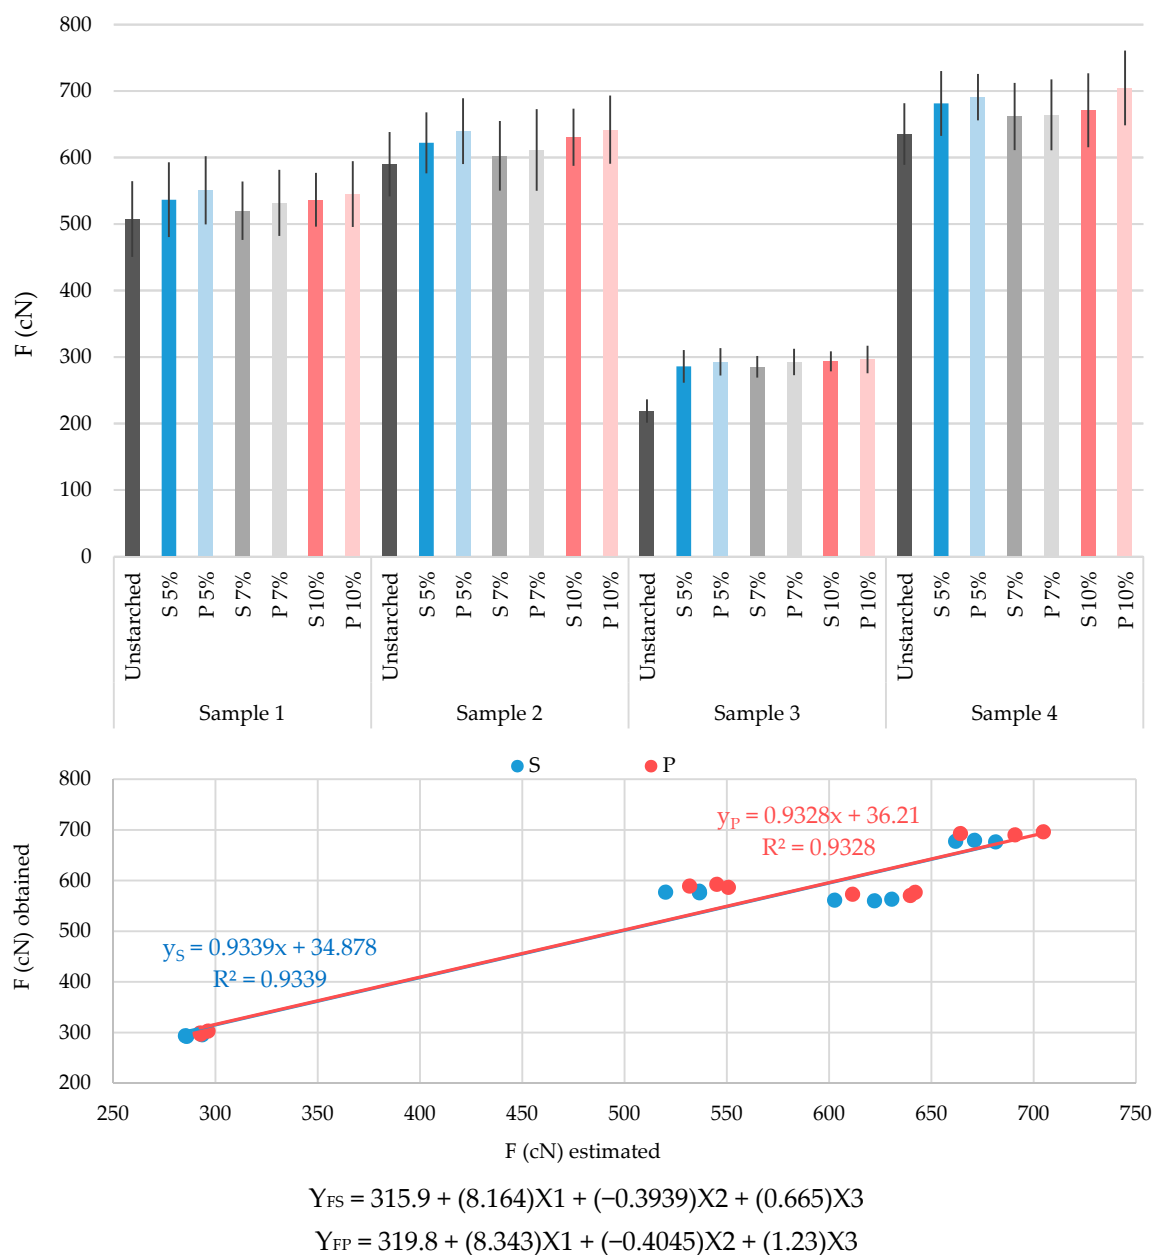 800
700
600
500
400
300
200
100
0
F (cN)
Unstarched S 5% P 5% S 7% P 7% S 10% P 10% Unstarched S 5% P 5% S 7% P 7% S 10% P 10% Unstarched S 5% P 5% S 7% P 7% S 10% P 10% Unstarched S 5% P 5% S 7% P 7% S 10% P 10%
Sample 1 Sample 2 Sample 3 Sample 4
S P
800
700
600
500
400
300
200
F (cN) obtained
yP = 0.9328x + 36.21
R² = 0.9328
yS = 0.9339x + 34.878
R² = 0.9339
250 300 350 400 450 500 550 600 650 700 750
F (cN) estimated
YFS = 315.9 + (8.164)X1 + (−0.3939)X2 + (0.665)X3
YFP = 319.8 + (8.343)X1 + (−0.4045)X2 + (1.23)X3